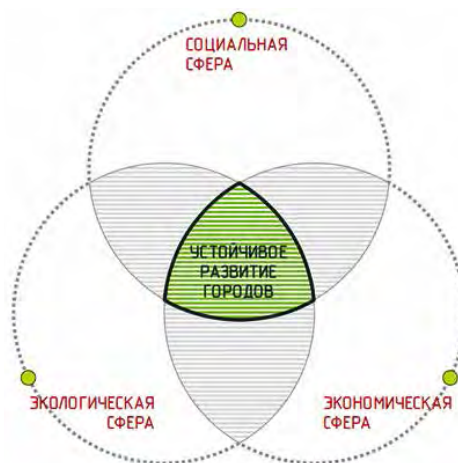 СОЦИАЛЬНАЯ
СФЕРА
УСТОЙЧИВОЕ
РАЗВИТИЕ
ГОРОДОВ
ЭКОЛОГИЧЕСКАЯ
СФЕРА
ЭКОНОМИЧЕСКАЯ
СФЕРА